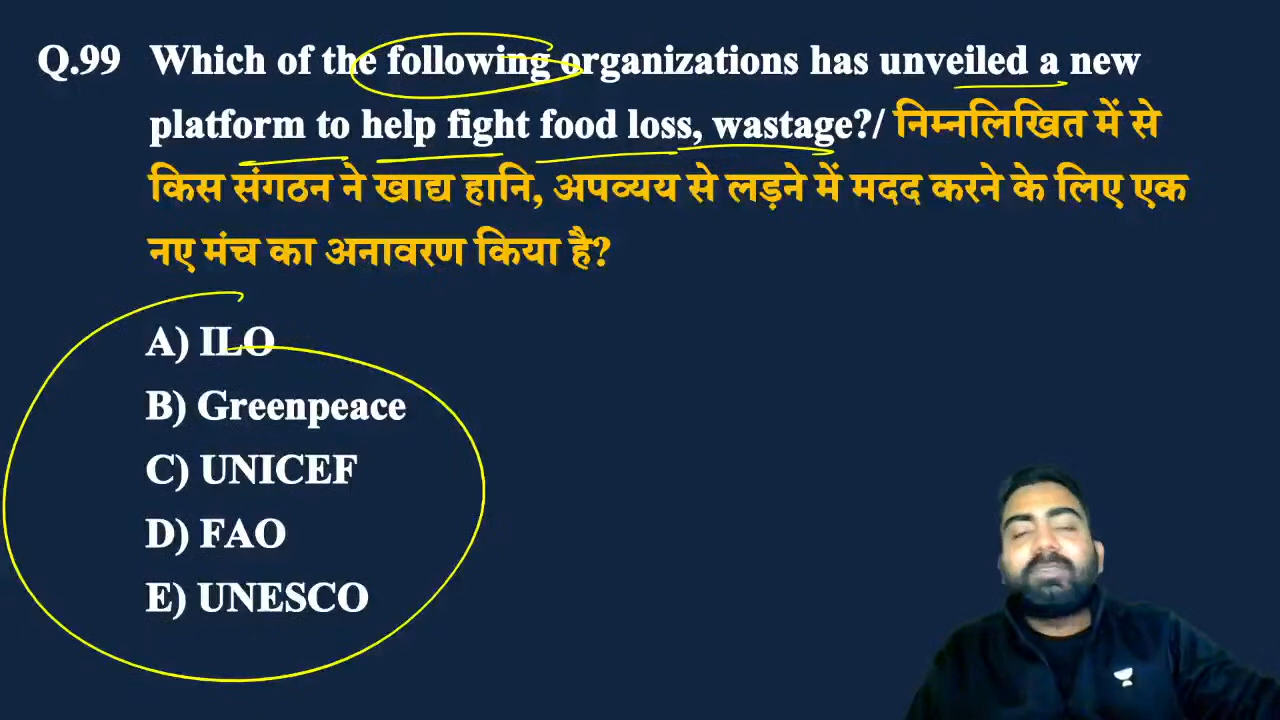 Q.99 Which of the following organizations has unveiled a new
platform to help fight food loss, wastage?/ निम्नलिखित में से
किस संगठन ने खाद्य हानि, अपव्यय से लड़ने में मदद करने के लिए एक
नए मंच का अनावरण किया है?
A) ILO
B) Greenpeace
C) UNICEF
D) FAO
E) UNESCO